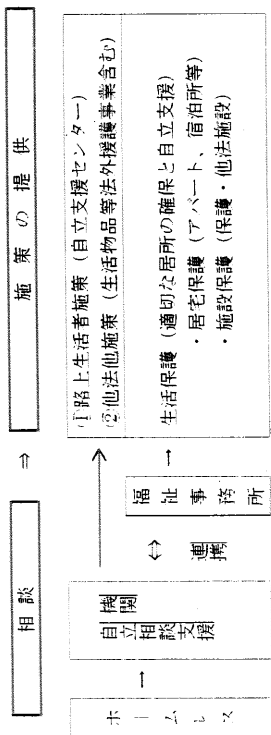 相談
⇒
施策の提供
ホームレス
→
自立相談支援
機関
⇔
連携
福祉事務所
→
→
①路上生活者施策（自立支援センター）
②他法他施策（生活物品等法外援護事業含む）
生活保護（適切な居所の確保と自立支援）
・居宅保護（アパート、宿泊所等）
・施設保護（保護・他法施設）